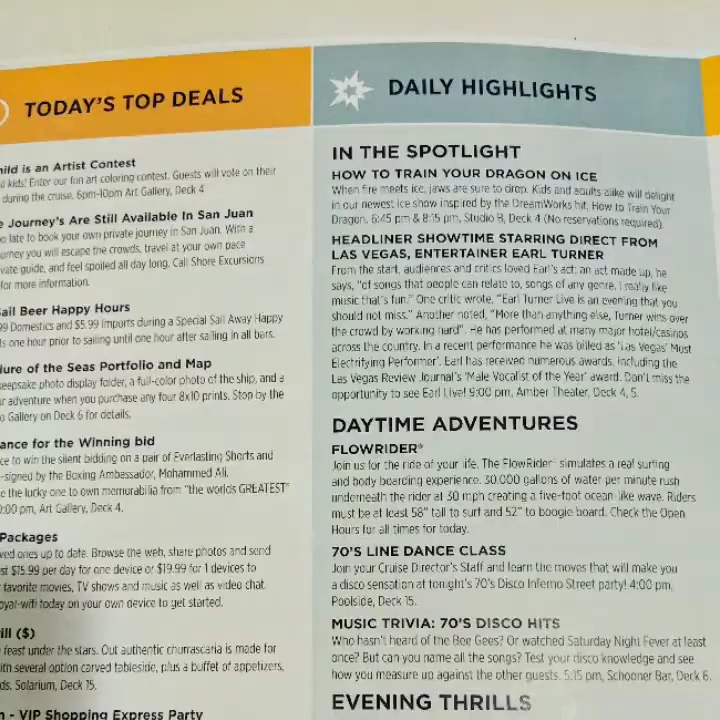 TODAY'S TOP DEALS
hild is an Artist Contest
kids! Enter our fun art coloring contest. Guests will vote on their
during the cruise. 6pm-10pm Art Gallery, Deck 4
Journey's Are Still Available In San Juan
late to book your own private journey in San Juan. With a
urney you will escape the crowds, travel at your own pace
vate guide, and feel spoiled all day long. Call Shore Excursions
for more information.
Sail Beer Happy Hours
99 Domestics and $5.99 Imports during a Special Sail Away Happy
one hour prior to sailing until one hour after sailing in all bars.
lure of the Seas Portfolio and Map
keepsake photo display folder, a full-color photo of the ship, and a
r adventure when you purchase any four 8x10 prints. Stop by the
o Gallery on Deck 6 for details.
ance for the Winning bid
ce to win the silent bidding on a pair of Everlasting Shorts and
-signed by the Boxing Ambassador, Mohammed Ali.
e the lucky one to own memorabilia from "the worlds GREATEST"
0:00 pm, Art Gallery, Deck 4.
Packages
ved ones up to date. Browse the web, share photos and send
st $15.99 per day for one device or $19.99 for 1 devices to
favorite movies, TV shows and music as well as video chat.
oyal-wifi today on your own device to get started.
ill ($)
feast under the stars. Out authentic churrascaria is made for
ith several option carved tableside, plus a buffet of appetizers,
ds. Solarium, Deck 15.
n - VIP Shopping Express Party
DAILY HIGHLIGHTS
IN THE SPOTLIGHT
HOW TO TRAIN YOUR DRAGON ON ICE
When fire meets ice, jaws are sure to drop. Kids and adults alike will delight
in our newest ice show inspired by the DreamWorks hit, How to Train Your
Dragon. 6:45 pm & 8:15 pm, Studio B, Deck 4 (No reservations required).
HEADLINER SHOWTIME STARRING DIRECT FROM
LAS VEGAS, ENTERTAINER EARL TURNER
From the start, audiences and critics loved Earl's act; an act made up, he
says, "of songs that people can relate to, songs of any genre. I really like
music that's fun." One critic wrote, "Earl Turner Live is an evening that you
should not miss." Another noted, "More than anything else, Turner wins over
the crowd by working hard". He has performed at many major hotel/casinos
across the country. In a recent performance he was billed as 'Las Vegas' Most
Electrifying Performer'. Earl has received numerous awards, including the
Las Vegas Review Journal's 'Male Vocalist of the Year' award. Don't miss the
opportunity to see Earl Live! 9:00 pm, Amber Theater, Deck 4, 5.
DAYTIME ADVENTURES
FLOWRIDER®
Join us for the ride of your life. The FlowRider® simulates a real surfing
and body boarding experience. 30,000 gallons of water per minute rush
underneath the rider at 30 mph creating a five-foot ocean-like wave. Riders
must be at least 58" tall to surf and 52" to boogie board. Check the Open
Hours for all times for today.
70'S LINE DANCE CLASS
Join your Cruise Director's Staff and learn the moves that will make you
a disco sensation at tonight's 70's Disco Inferno Street party! 4:00 pm,
Poolside, Deck 15.
MUSIC TRIVIA: 70'S DISCO HITS
Who hasn't heard of the Bee Gees? Or watched Saturday Night Fever at least
once? But can you name all the songs? Test your disco knowledge and see
how you measure up against the other guests. 5:15 pm, Schooner Bar, Deck 6.
EVENING THRILLS